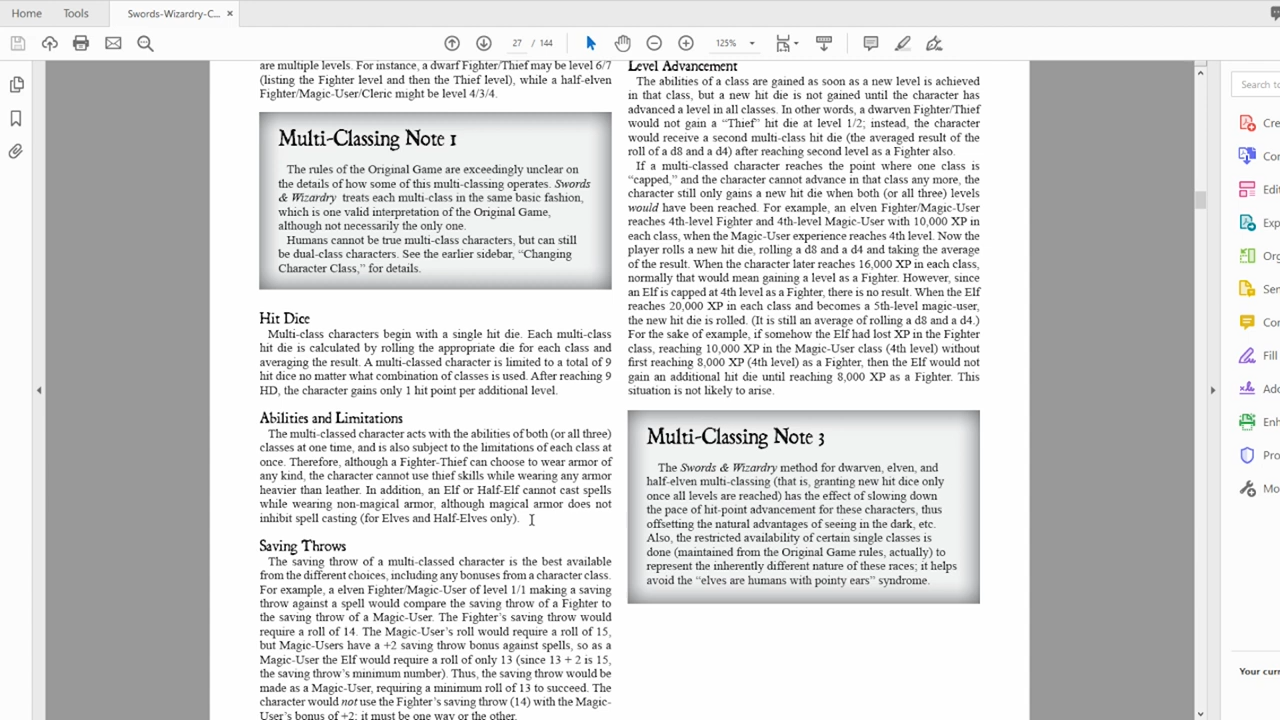 Home
Tools
Swords-Wizardry-C... ×
27 / 144
125%
are multiple levels. For instance, a dwarf Fighter/Thief may be level 6/7
(listing the Fighter level and then the Thief level), while a half-elven
Fighter/Magic-User/Cleric might be level 4/3/4.
Multi-Classing Note 1
The rules of the Original Game are exceedingly unclear on
the details of how some of this multi-classing operates. Swords
& Wizardry treats each multi-class in the same basic fashion,
which is one valid interpretation of the Original Game,
although not necessarily the only one.
Humans cannot be true multi-class characters, but can still
be dual-class characters. See the earlier sidebar, “Changing
Character Class,” for details.
Hit Dice
Multi-class characters begin with a single hit die. Each multi-class
hit die is calculated by rolling the appropriate die for each class and
averaging the result. A multi-classed character is limited to a total of 9
hit dice no matter what combination of classes is used. After reaching 9
HD, the character gains only 1 hit point per additional level.
Abilities and Limitations
The multi-classed character acts with the abilities of both (or all three)
classes at one time, and is also subject to the limitations of each class at
once. Therefore, although a Fighter-Thief can choose to wear armor of
any kind, the character cannot use thief skills while wearing any armor
heavier than leather. In addition, an Elf or Half-Elf cannot cast spells
while wearing non-magical armor, although magical armor does not
inhibit spell casting (for Elves and Half-Elves only).
Saving Throws
The saving throw of a multi-classed character is the best available
from the different choices, including any bonuses from a character class.
For example, a elven Fighter/Magic-User of level 1/1 making a saving
throw against a spell would compare the saving throw of a Fighter to
the saving throw of a Magic-User. The Fighter’s saving throw would
require a roll of 14. The Magic-User’s roll would require a roll of 15,
but Magic-Users have a +2 saving throw bonus against spells, so as a
Magic-User the Elf would require a roll of only 13 (since 13 + 2 is 15,
the saving throw’s minimum number). Thus, the saving throw would be
made as a Magic-User, requiring a minimum roll of 13 to succeed. The
character would not use the Fighter’s saving throw (14) with the Magic-
User’s bonus of +2; it must be one way or the other.
Level Advancement
The abilities of a class are gained as soon as a new level is achieved
in that class, but a new hit die is not gained until the character has
advanced a level in all classes. In other words, a dwarven Fighter/Thief
would not gain a “Thief” hit die at level 1/2; instead, the character
would receive a second multi-class hit die (the averaged result of the
roll of a d8 and a d4) after reaching second level as a Fighter also.
If a multi-classed character reaches the point where one class is
“capped,” and the character cannot advance in that class any more, the
character still only gains a new hit die when both (or all three) levels
would have been reached. For example, an elven Fighter/Magic-User
reaches 4th-level Fighter and 4th-level Magic-User with 10,000 XP in
each class, when the Magic-User experience reaches 4th level. Now the
player rolls a new hit die, rolling a d8 and a d4 and taking the average
of the result. When the character later reaches 16,000 XP in each class,
normally that would mean gaining a level as a Fighter. However, since
an Elf is capped at 4th level as a Fighter, there is no result. When the Elf
reaches 20,000 XP in each class and becomes a 5th-level magic-user,
the new hit die is rolled. (It is still an average of rolling a d8 and a d4.)
For the sake of example, if somehow the Elf had lost XP in the Fighter
class, reaching 10,000 XP in the Magic-User class (4th level) without
first reaching 8,000 XP (4th level) as a Fighter, then the Elf would not
gain an additional hit die until reaching 8,000 XP as a Fighter. This
situation is not likely to arise.
Multi-Classing Note 3
The Swords & Wizardry method for dwarven, elven, and
half-elven multi-classing (that is, granting new hit dice only
once all levels are reached) has the effect of slowing down
the pace of hit-point advancement for these characters, thus
offsetting the natural advantages of seeing in the dark, etc.
Also, the restricted availability of certain single classes is
done (maintained from the Original Game rules, actually) to
represent the inherently different nature of these races; it helps
avoid the “elves are humans with pointy ears” syndrome.
Search to
Cre
Con
Edi
Exp
Org
Sen
Con
Fill
Add
Enh
Pro
Mo
Your curr